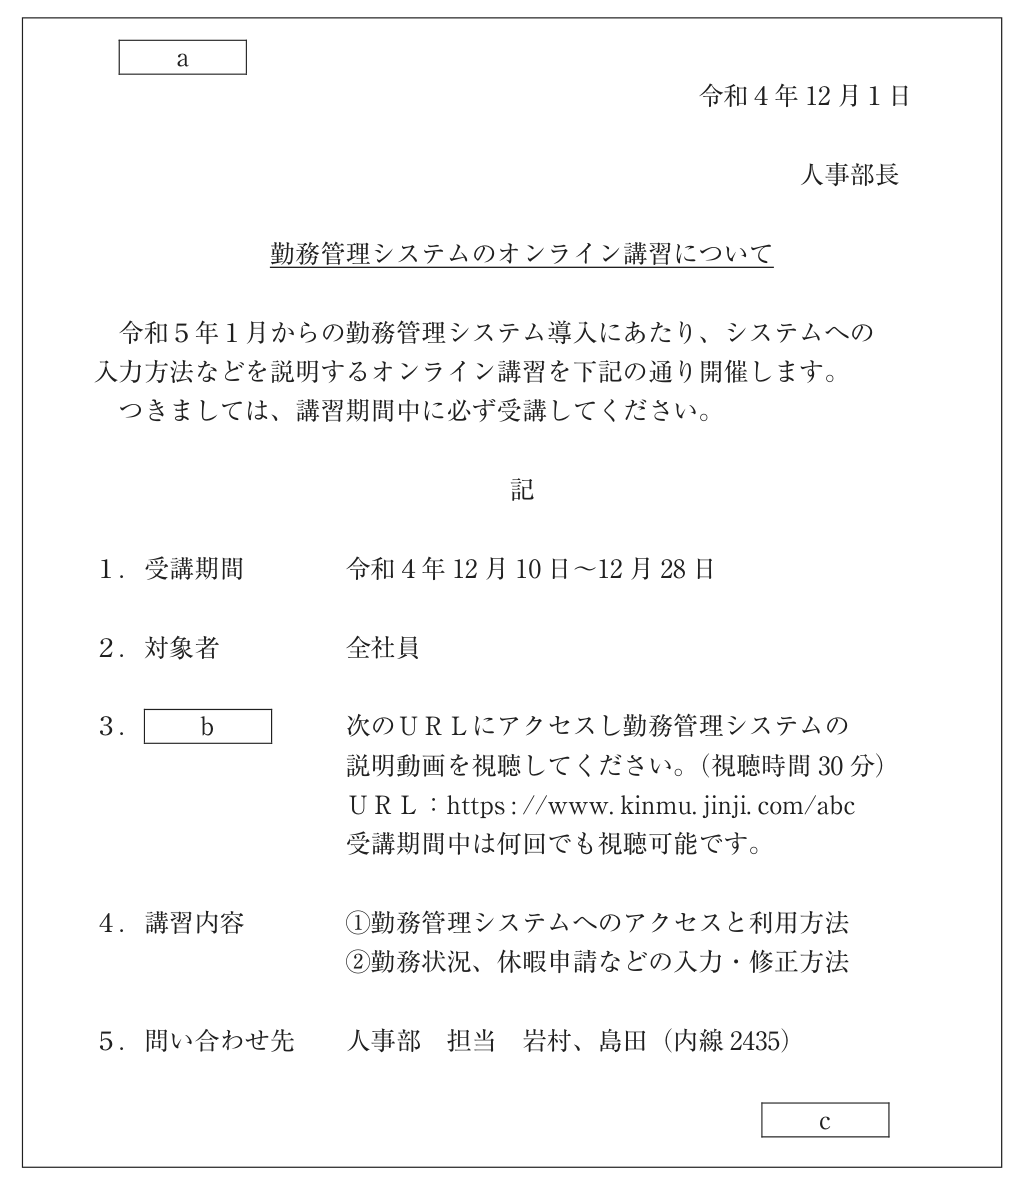 a
令和４年12月１日
人事部長
勤務管理システムのオンライン講習について
令和５年１月からの勤務管理システム導入にあたり、システムへの
入力方法などを説明するオンライン講習を下記の通り開催します。
つきましては、講習期間中に必ず受講してください。
記
１．受講期間　令和４年12月10日～12月28日
２．対象者　全社員
３．b　次のＵＲＬにアクセスし勤務管理システムの
説明動画を視聴してください。（視聴時間30分）
ＵＲＬ：https://www.kinmu.jinji.com/abc
受講期間中は何回でも視聴可能です。
４．講習内容　①勤務管理システムへのアクセスと利用方法
②勤務状況、休暇申請などの入力・修正方法
５．問い合わせ先　人事部　担当　岩村、島田（内線2435）
c